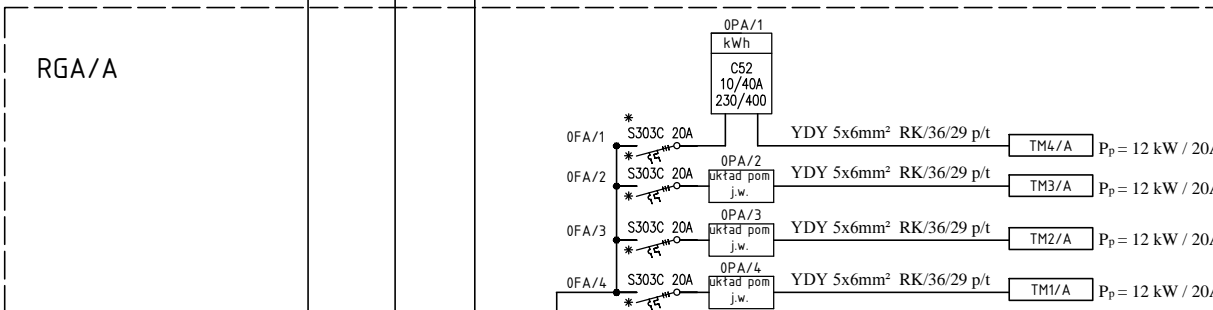 RGA/A
0PA/1
kWh
C52
10/40A
230/400
*
0FA/1 S303C 20A YDY 5x6mm² RK/36/29 p/t TM4/A Pp = 12 kW / 20A
*
0PA/2
0FA/2 S303C 20A układ pom j.w. YDY 5x6mm² RK/36/29 p/t TM3/A Pp = 12 kW / 20A
*
0PA/3
0FA/3 S303C 20A układ pom j.w. YDY 5x6mm² RK/36/29 p/t TM2/A Pp = 12 kW / 20A
*
0PA/4
0FA/4 S303C 20A układ pom j.w. YDY 5x6mm² RK/36/29 p/t TM1/A Pp = 12 kW / 20A
*